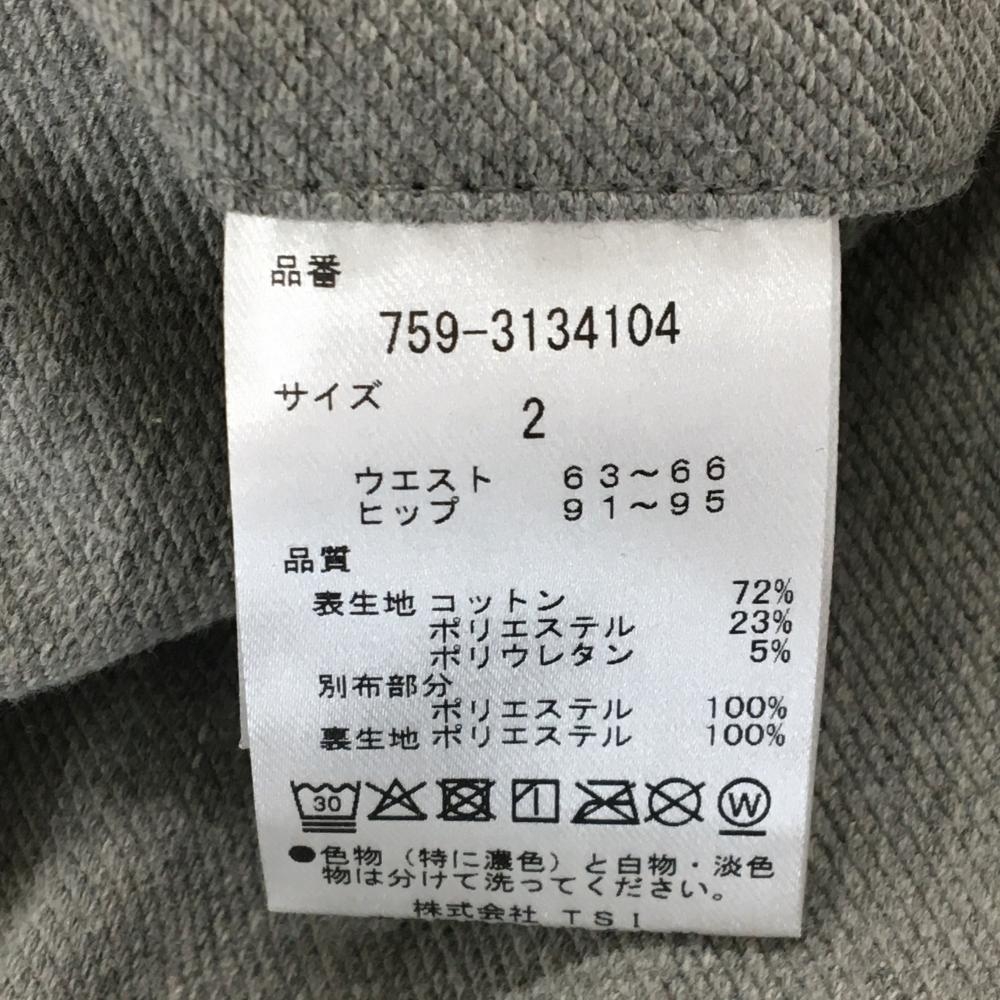 品番
759-3134104
サイズ
2
ウエスト 63～66
ヒップ 91～95
品質
表生地 コットン 72%
ポリエステル 23%
ポリウレタン 5%
別布部分
ポリエステル 100%
裏生地 ポリエステル 100%
30 W
●色物（特に濃色）と白物・淡色
物は分けて洗ってください。
株式会社 TSI